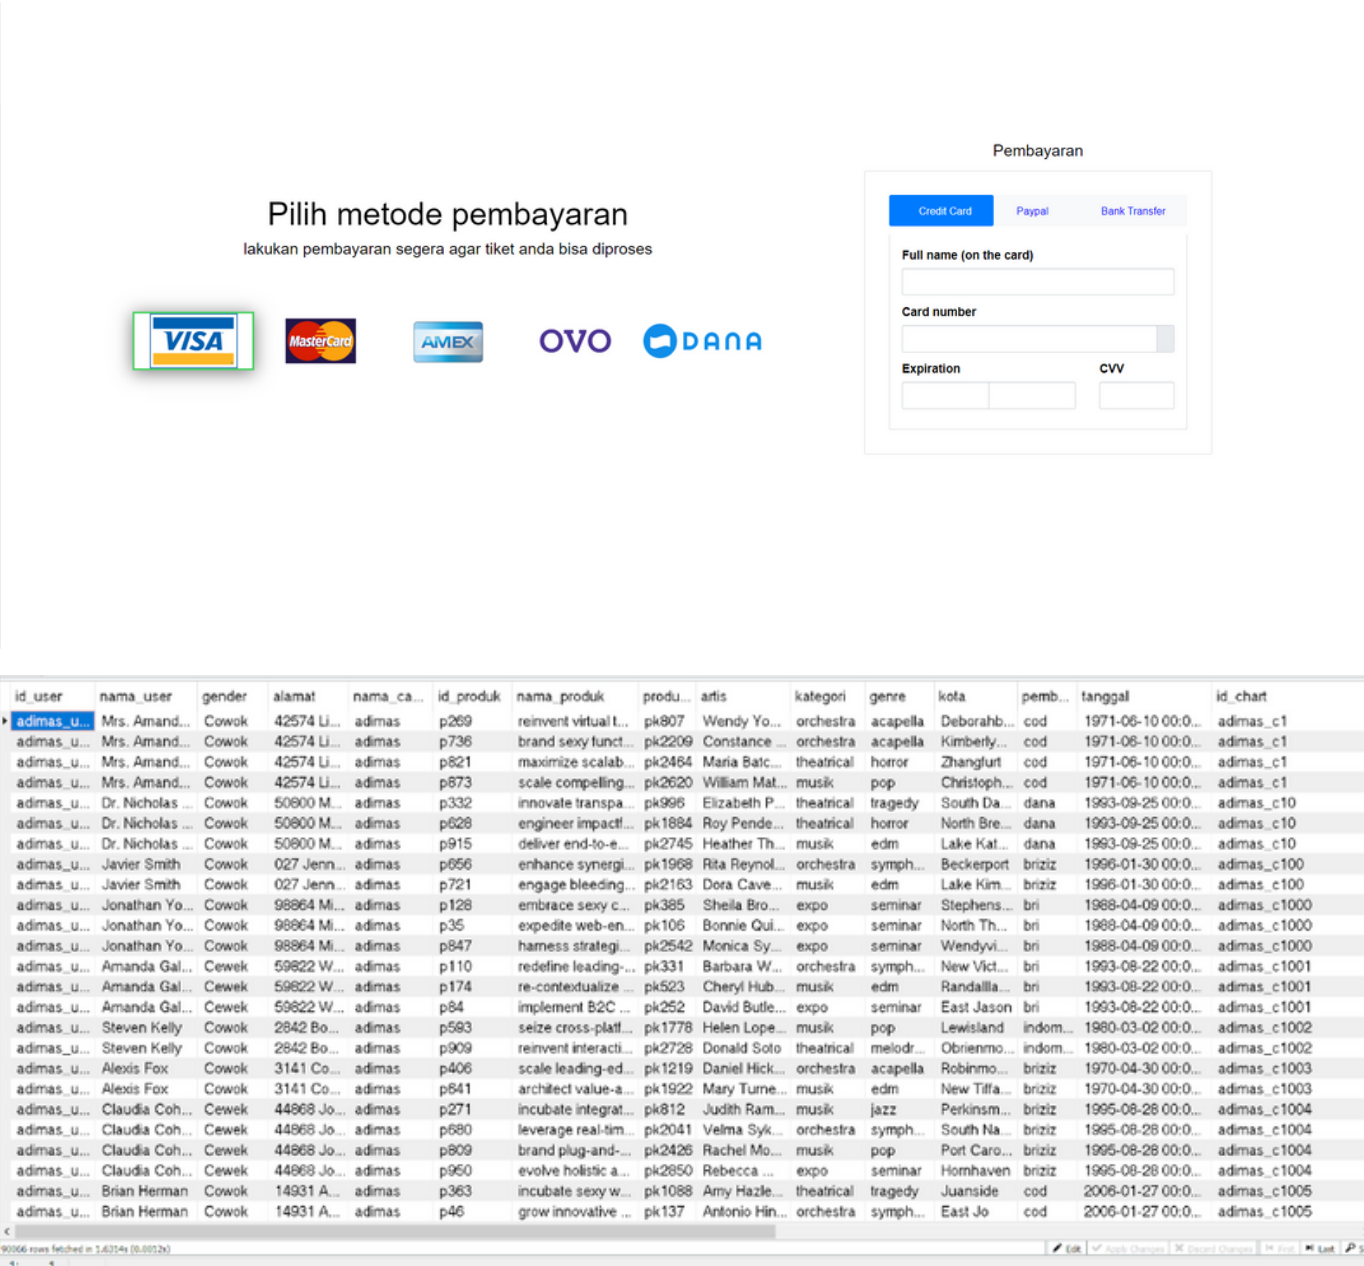 Pembayaran
Pilih metode pembayaran
lakukan pembayaran segera agar tiket anda bisa diproses
Credit Card Paypal Bank Transfer
Full name (on the card)
Card number
Expiration CVV
VISA MasterCard AMEX OVO DANA
id_user nama_user gender alamat nama_ca... id_produk nama_produk produ... artis kategori genre kota pemb... tanggal id_chart
adimas_u... Mrs. Amand... Cowok 42574 Li... adimas p269 reinvent virtual t... pk807 Wendy Yo... orchestra acapella Deborahb... cod 1971-06-10 00:0... adimas_c1
adimas_u... Mrs. Amand... Cowok 42574 Li... adimas p736 brand sexy funct... pk2209 Constance ... orchestra acapella Kimberly... cod 1971-06-10 00:0... adimas_c1
adimas_u... Mrs. Amand... Cowok 42574 Li... adimas p821 maximize scalab... pk2464 Maria Batc... theatrical horror Zhangfurt cod 1971-06-10 00:0... adimas_c1
adimas_u... Mrs. Amand... Cowok 42574 Li... adimas p873 scale compelling... pk2620 William Mat... musik pop Christoph... cod 1971-06-10 00:0... adimas_c1
adimas_u... Dr. Nicholas ... Cowok 50800 M... adimas p332 innovate transpa... pk996 Elizabeth P... theatrical tragedy South Da... dana 1993-09-25 00:0... adimas_c10
adimas_u... Dr. Nicholas ... Cowok 50800 M... adimas p628 engineer impactf... pk1884 Roy Pende... theatrical horror North Bre... dana 1993-09-25 00:0... adimas_c10
adimas_u... Dr. Nicholas ... Cowok 50800 M... adimas p915 deliver end-to-e... pk2745 Heather Th... musik edm Lake Kat... dana 1993-09-25 00:0... adimas_c10
adimas_u... Javier Smith Cowok 027 Jenn... adimas p656 enhance synergi... pk1968 Rita Reynol... orchestra symph... Beckerport briziz 1996-01-30 00:0... adimas_c100
adimas_u... Javier Smith Cowok 027 Jenn... adimas p721 engage bleeding... pk2163 Dora Cave... musik edm Lake Kim... briziz 1996-01-30 00:0... adimas_c100
adimas_u... Jonathan Yo... Cowok 98864 Mi... adimas p128 embrace sexy c... pk385 Sheila Bro... expo seminar Stephens... bri 1988-04-09 00:0... adimas_c1000
adimas_u... Jonathan Yo... Cowok 98864 Mi... adimas p35 expedite web-en... pk106 Bonnie Qui... expo seminar North Th... bri 1988-04-09 00:0... adimas_c1000
adimas_u... Jonathan Yo... Cowok 98864 Mi... adimas p847 harness strategi... pk2542 Monica Sy... expo seminar Wendyvi... bri 1988-04-09 00:0... adimas_c1000
adimas_u... Amanda Gal... Cewek 59822 W... adimas p110 redefine leading-... pk331 Barbara W... orchestra symph... New Vict... bri 1993-08-22 00:0... adimas_c1001
adimas_u... Amanda Gal... Cewek 59822 W... adimas p174 re-contextualize ... pk523 Cheryl Hub... musik edm Randallla... bri 1993-08-22 00:0... adimas_c1001
adimas_u... Amanda Gal... Cewek 59822 W... adimas p84 implement B2C ... pk252 David Butle... expo seminar East Jason bri 1993-08-22 00:0... adimas_c1001
adimas_u... Steven Kelly Cowok 2842 Bo... adimas p593 seize cross-platf... pk1778 Helen Lope... musik pop Lewisland indom... 1980-03-02 00:0... adimas_c1002
adimas_u... Steven Kelly Cowok 2842 Bo... adimas p909 reinvent interacti... pk2728 Donald Soto theatrical melodr... Obrienmo... indom... 1980-03-02 00:0... adimas_c1002
adimas_u... Alexis Fox Cowok 3141 Co... adimas p406 scale leading-ed... pk1219 Daniel Hick... orchestra acapella Robinmo... briziz 1970-04-30 00:0... adimas_c1003
adimas_u... Alexis Fox Cowok 3141 Co... adimas p641 architect value-a... pk1922 Mary Turne... musik edm New Tiffa... briziz 1970-04-30 00:0... adimas_c1003
adimas_u... Claudia Coh... Cewek 44868 Jo... adimas p271 incubate integrat... pk812 Judith Ram... musik jazz Perkinsm... briziz 1995-08-28 00:0... adimas_c1004
adimas_u... Claudia Coh... Cewek 44868 Jo... adimas p680 leverage real-tim... pk2041 Velma Syk... orchestra symph... South Na... briziz 1995-08-28 00:0... adimas_c1004
adimas_u... Claudia Coh... Cewek 44868 Jo... adimas p809 brand plug-and-... pk2426 Rachel Mo... musik pop Port Caro... briziz 1995-08-28 00:0... adimas_c1004
adimas_u... Claudia Coh... Cewek 44868 Jo... adimas p950 evolve holistic a... pk2850 Rebecca ... expo seminar Hornhaven briziz 1995-08-28 00:0... adimas_c1004
adimas_u... Brian Herman Cowok 14931 A... adimas p363 incubate sexy w... pk1088 Amy Hazle... theatrical tragedy Juanside cod 2006-01-27 00:0... adimas_c1005
adimas_u... Brian Herman Cowok 14931 A... adimas p46 grow innovative ... pk137 Antonio Hin... orchestra symph... East Jo cod 2006-01-27 00:0... adimas_c1005
90066 rows fetched in 1.6314s (0.0012s) Edit Apply Changes Discard Changes First Last